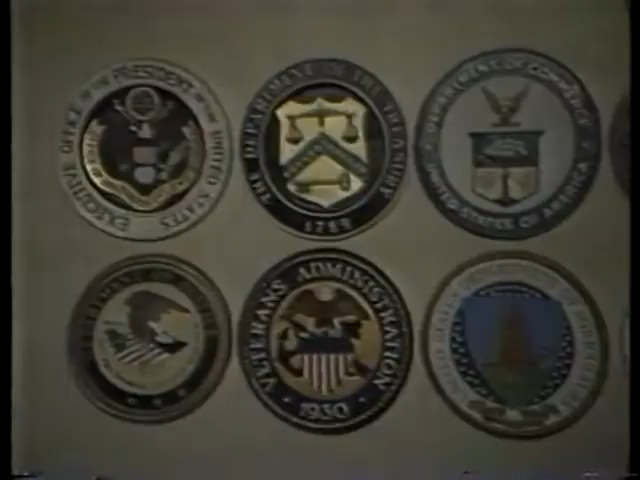 EXECUTIVE OFFICE OF THE PRESIDENT OF THE UNITED STATES
THE DEPARTMENT OF THE TREASURY
1789
DEPARTMENT OF COMMERCE
UNITED STATES OF AMERICA
VETERANS ADMINISTRATION
1930